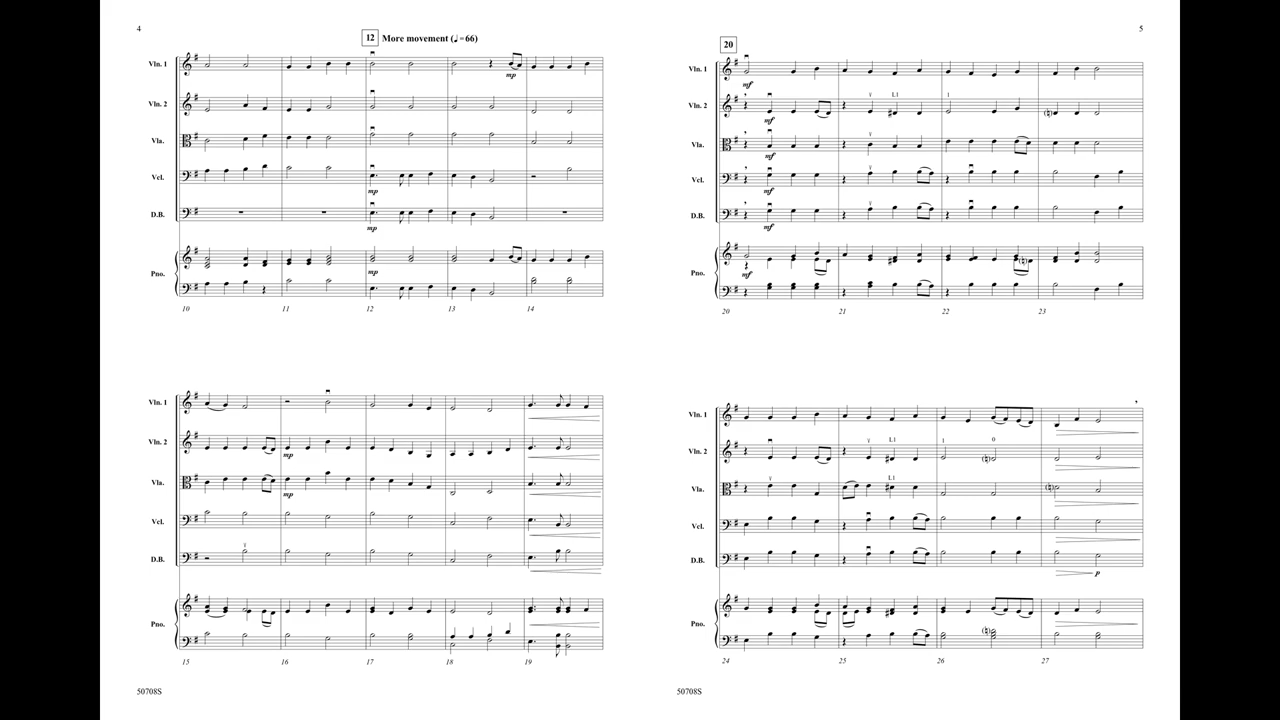 4
12 More movement (♩=66)
Vln. 1
mp
Vln. 2
Vla.
Vcl.
mp
D.B.
mp
Pno.
mp
10 11 12 13 14
Vln. 1
Vln. 2
mp
Vla.
mp
Vcl.
D.B.
Pno.
15 16 17 18 19
50708S
5
20
Vln. 1
mf
L1 1
Vln. 2
mf
Vla.
mf
Vcl.
mf
D.B.
mf
Pno.
mf
20 21 22 23
Vln. 1
L1 1 0
Vln. 2
Vla.
L1
Vcl.
D.B.
p
Pno.
24 25 26 27
50708S